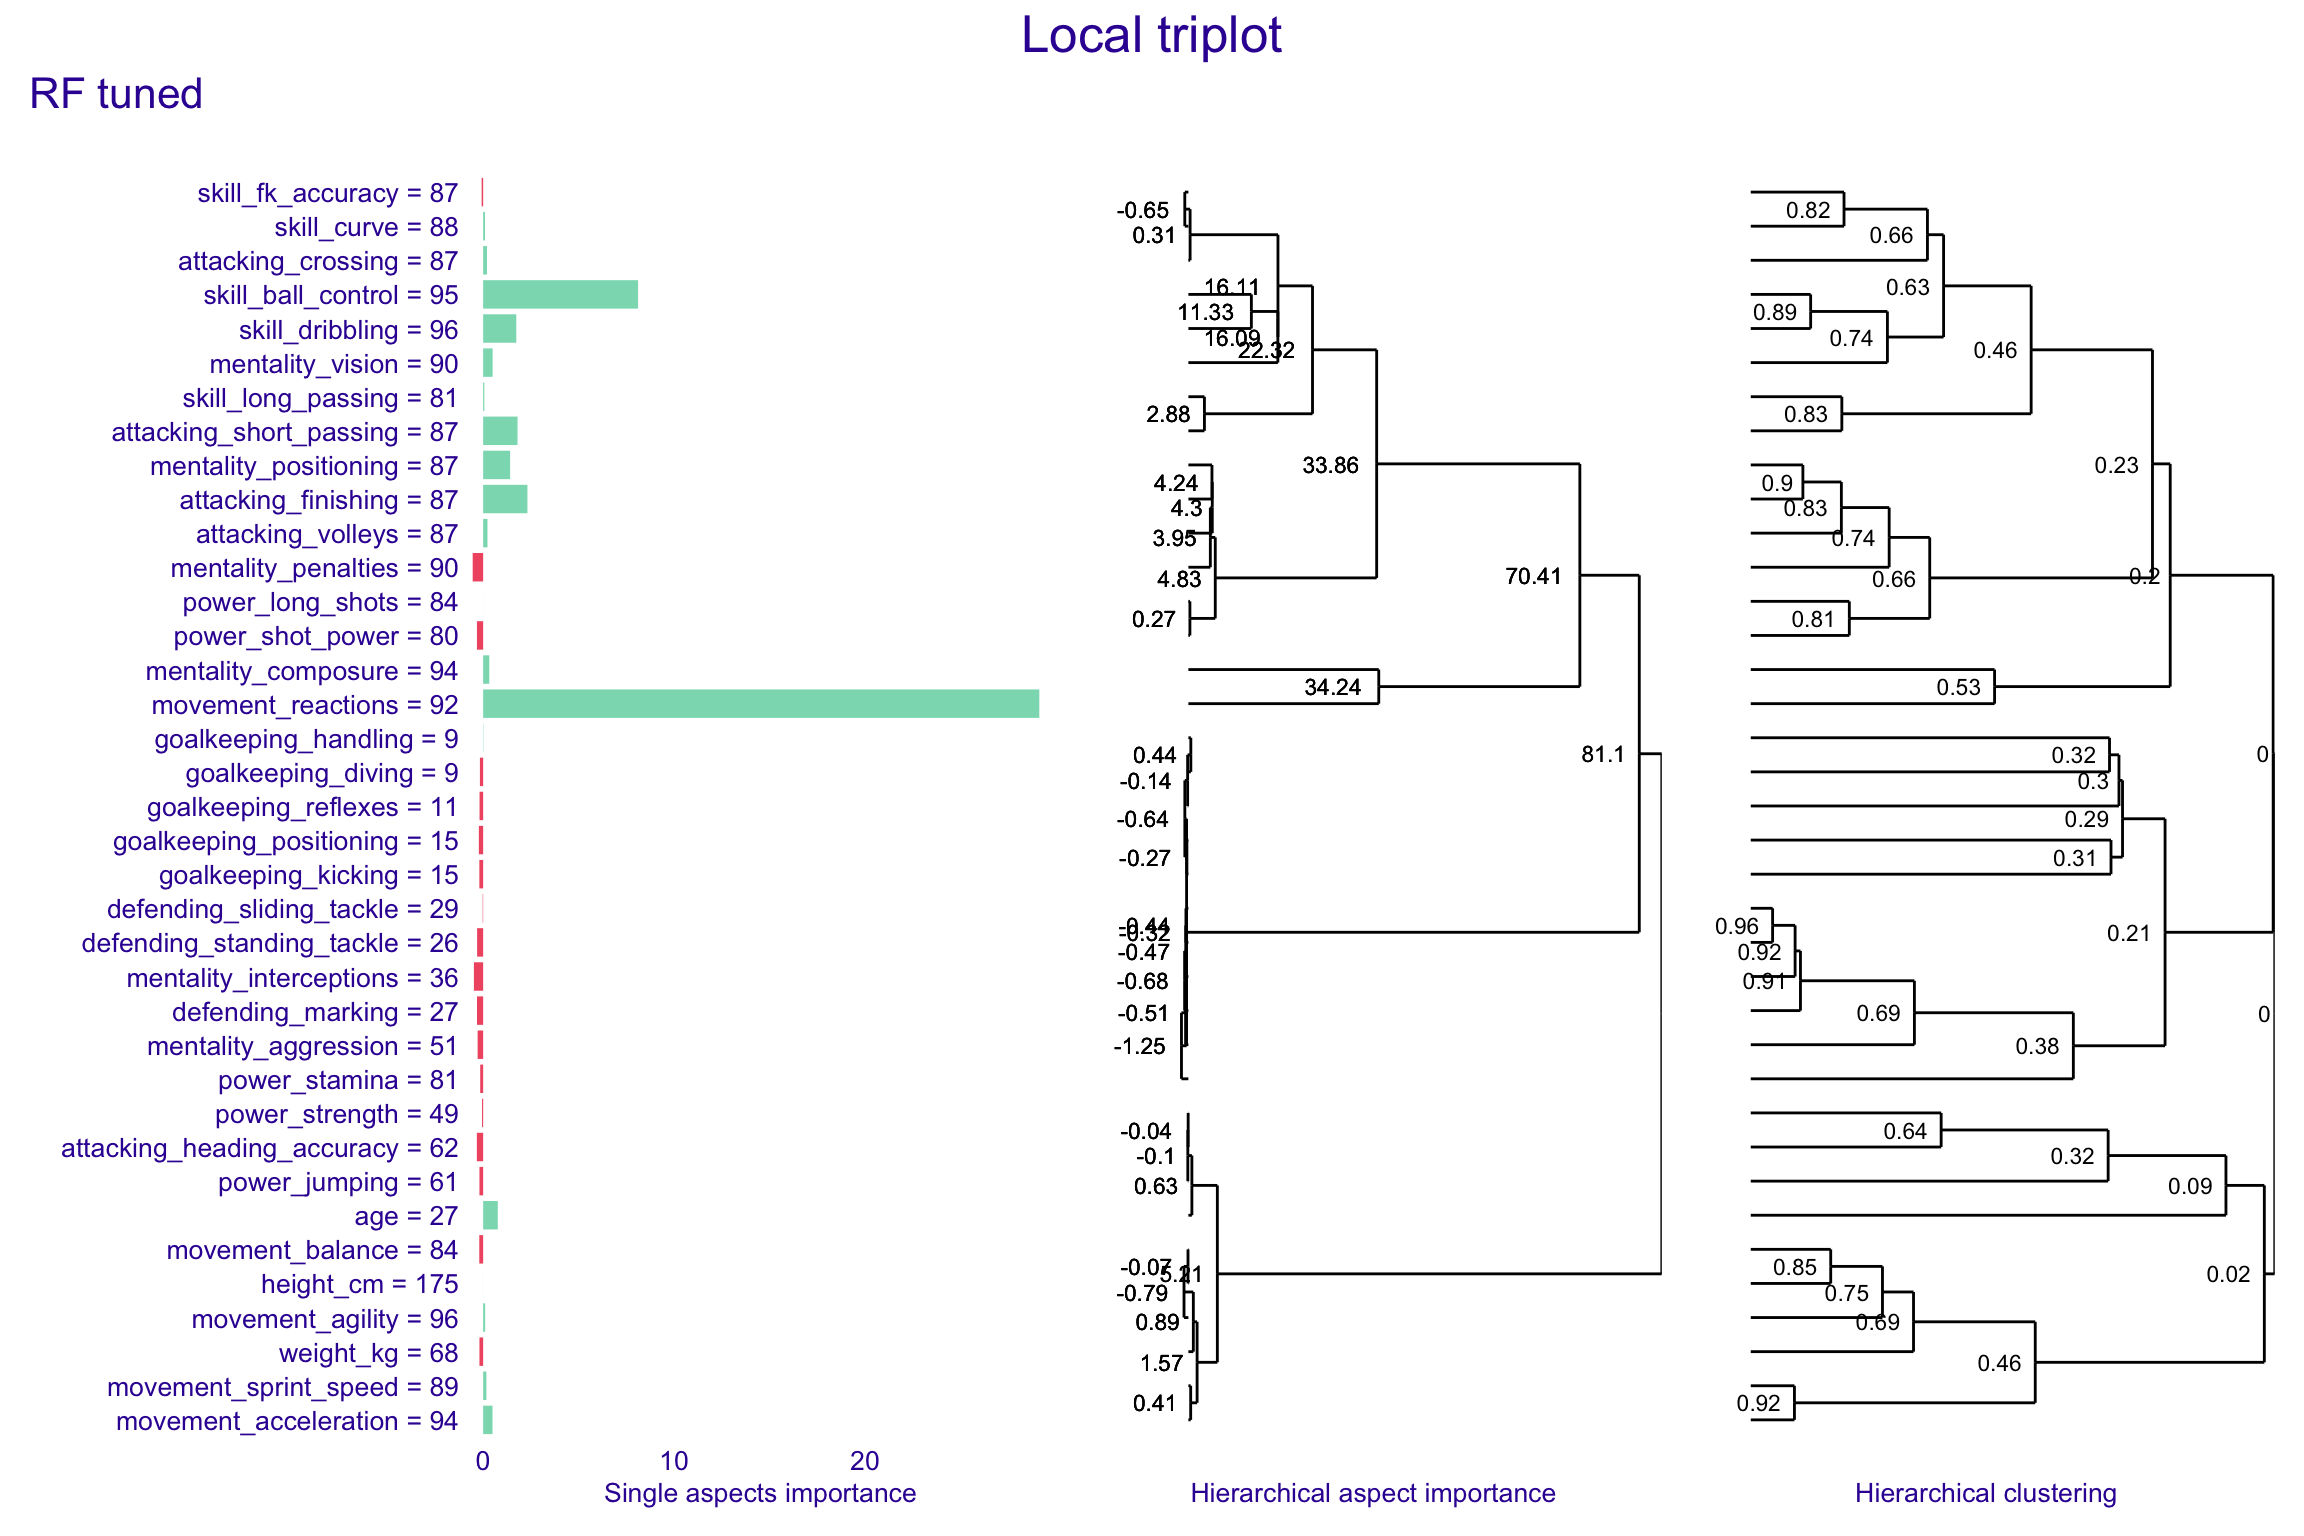 Local triplot
RF tuned
skill_fk_accuracy = 87
skill_curve = 88
attacking_crossing = 87
skill_ball_control = 95
skill_dribbling = 96
mentality_vision = 90
skill_long_passing = 81
attacking_short_passing = 87
mentality_positioning = 87
attacking_finishing = 87
attacking_volleys = 87
mentality_penalties = 90
power_long_shots = 84
power_shot_power = 80
mentality_composure = 94
movement_reactions = 92
goalkeeping_handling = 9
goalkeeping_diving = 9
goalkeeping_reflexes = 11
goalkeeping_positioning = 15
goalkeeping_kicking = 15
defending_sliding_tackle = 29
defending_standing_tackle = 26
mentality_interceptions = 36
defending_marking = 27
mentality_aggression = 51
power_stamina = 81
power_strength = 49
attacking_heading_accuracy = 62
power_jumping = 61
age = 27
movement_balance = 84
height_cm = 175
movement_agility = 96
weight_kg = 68
movement_sprint_speed = 89
movement_acceleration = 94
0 10 20
Single aspects importance
-0.65
0.31
16.11
11.33
16.09
22.32
2.88
33.86
4.24
4.3
3.95
70.41
4.83
0.27
34.24
81.1
0.44
-0.14
-0.64
-0.27
-0.44
-0.32
-0.47
-0.68
-0.51
-1.25
-0.04
-0.1
0.63
-0.07
5.21
-0.79
0.89
1.57
0.41
Hierarchical aspect importance
0.82
0.66
0.63
0.89
0.74
0.46
0.83
0.23
0.9
0.83
0.74
0.2
0.66
0.81
0.53
0
0.32
0.3
0.29
0.31
0.96
0.21
0.92
0.91
0.69
0
0.38
0.64
0.32
0.09
0.85
0.02
0.75
0.69
0.46
0.92
Hierarchical clustering